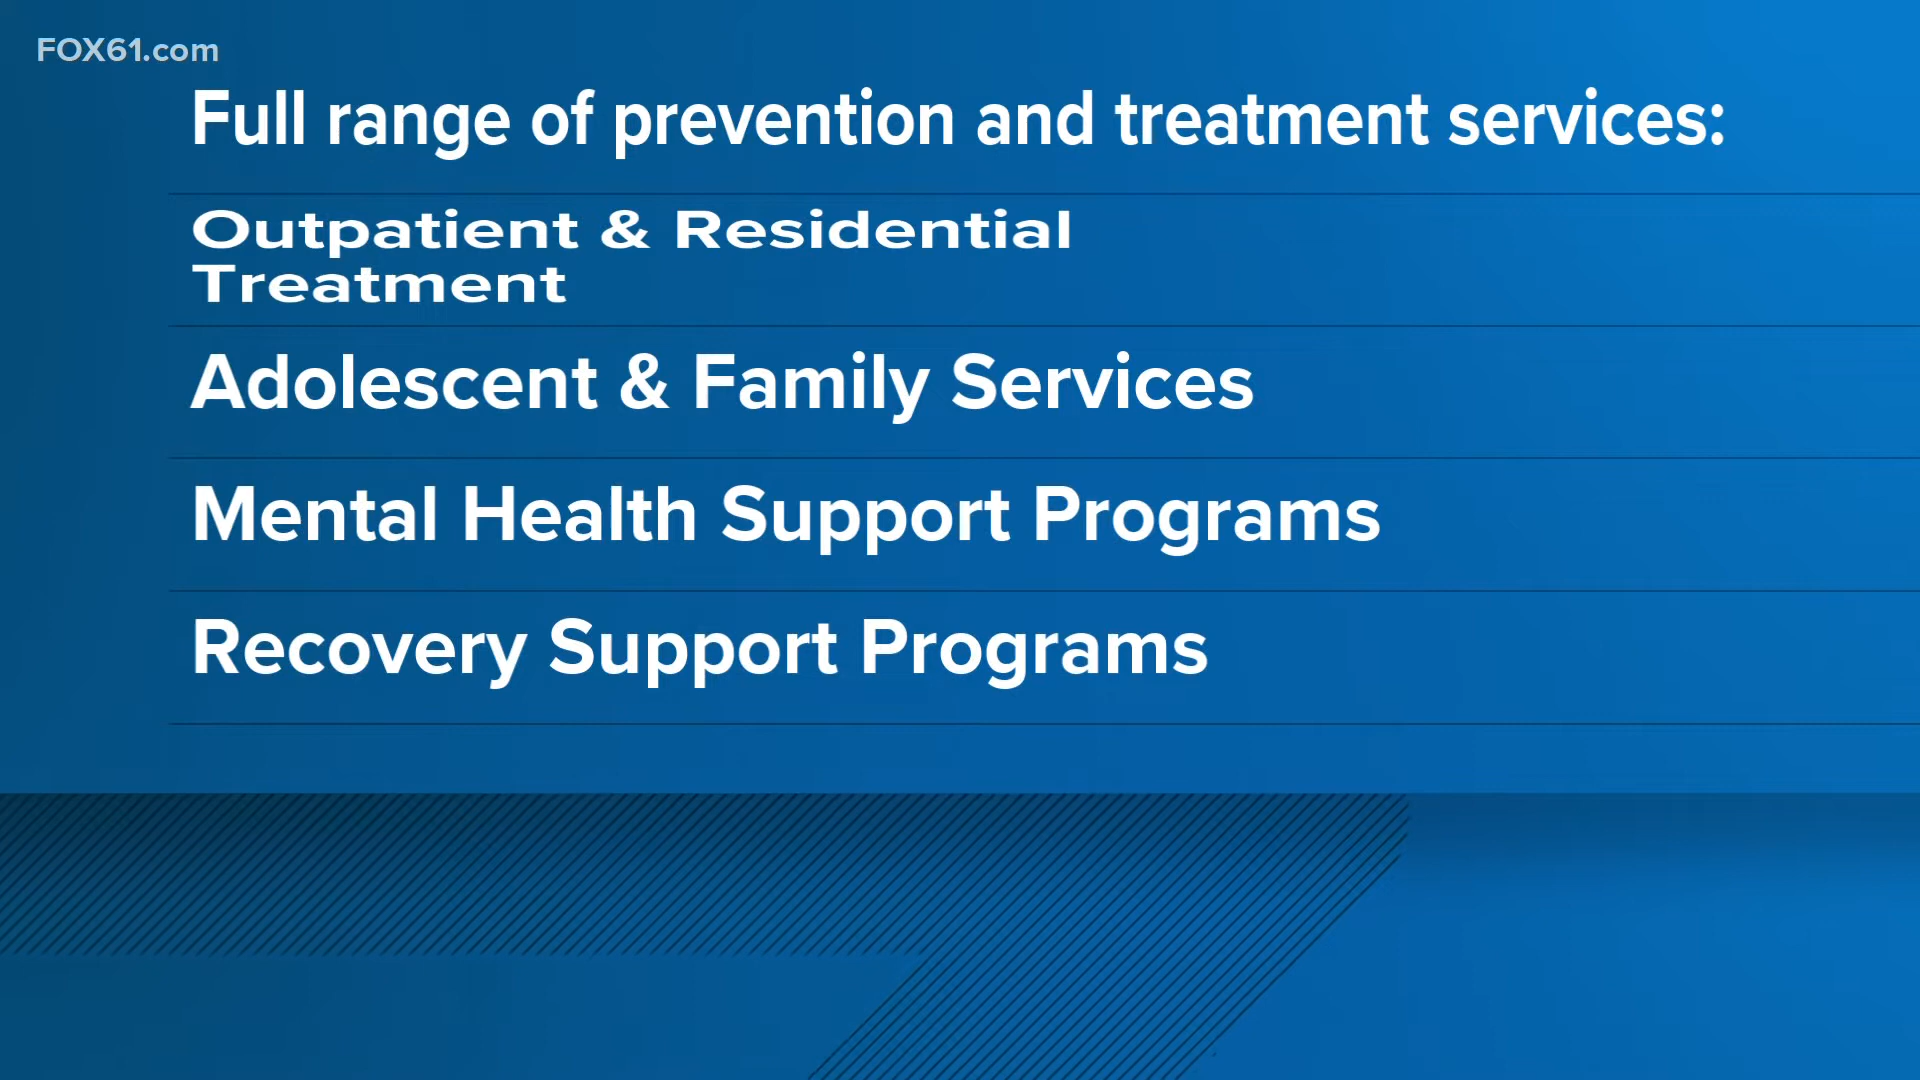 FOX61.com
Full range of prevention and treatment services:
Outpatient & Residential
Treatment
Adolescent & Family Services
Mental Health Support Programs
Recovery Support Programs